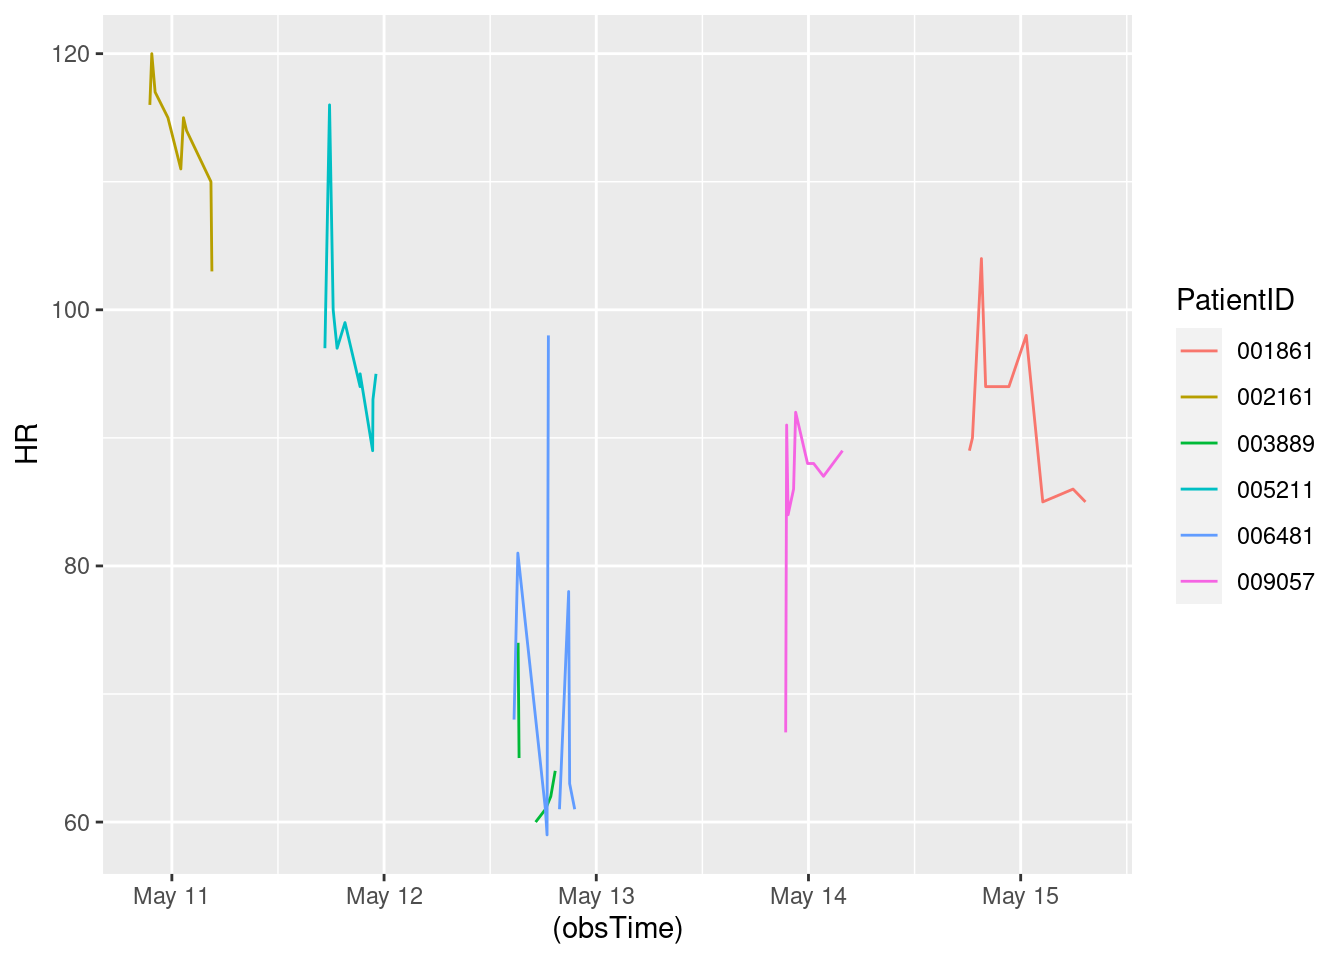 120
100
80
60
HR
May 11
May 12
May 13
May 14
May 15
(obsTime)
PatientID
001861
002161
003889
005211
006481
009057